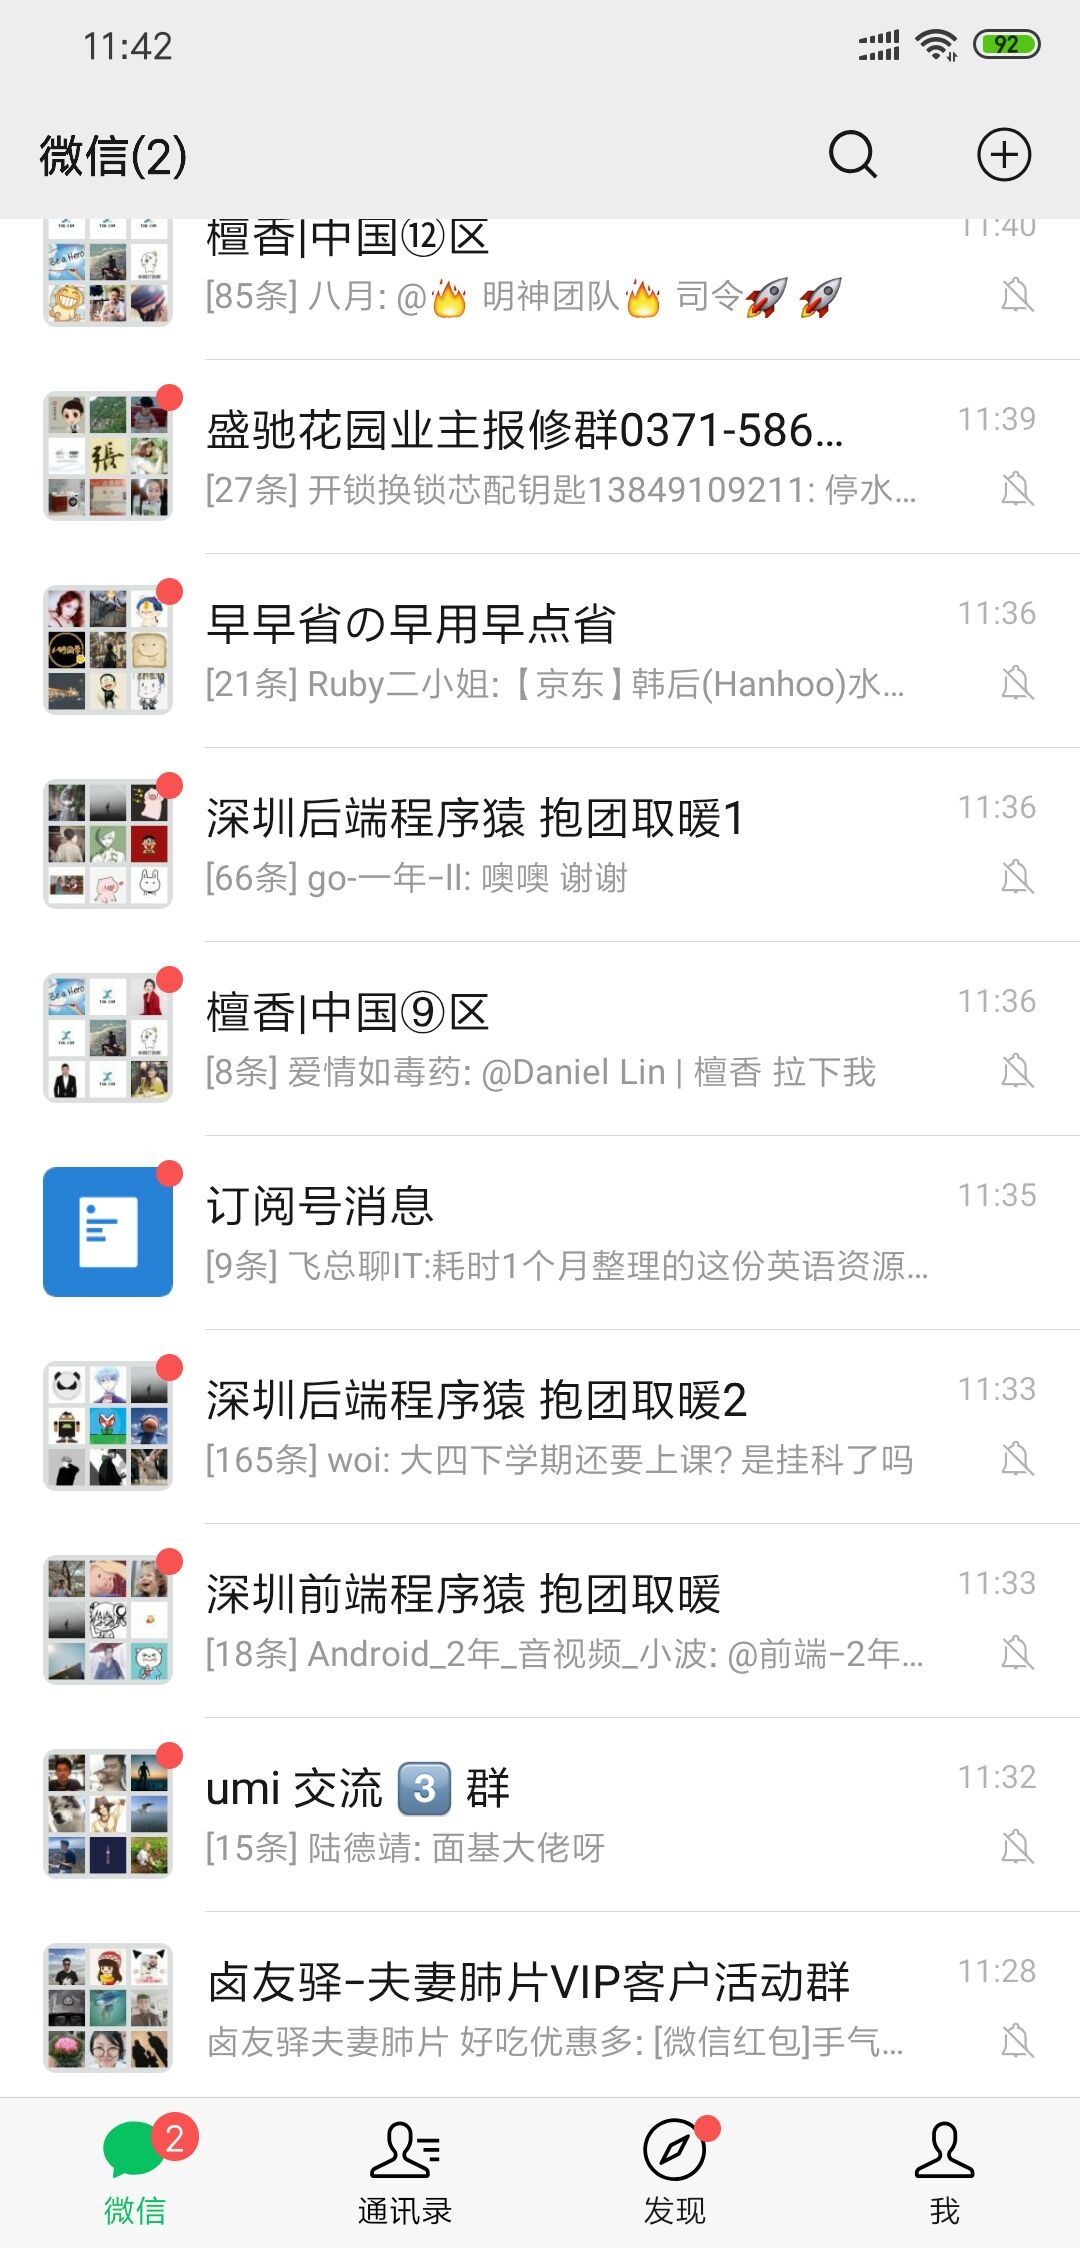 11:42
92
微信(2)
檀香|中国⑫区
11:40
[85条] 八月: @🔥 明神团队🔥 司令🚀 🚀
盛驰花园业主报修群0371-586...
11:39
[27条] 开锁换锁芯配钥匙13849109211: 停水...
早早省の早用早点省
11:36
[21条] Ruby二小姐:【京东】韩后(Hanhoo)水...
深圳后端程序猿 抱团取暖1
11:36
[66条] go-一年-ll: 噢噢 谢谢
檀香|中国⑨区
11:36
[8条] 爱情如毒药: @Daniel Lin | 檀香 拉下我
订阅号消息
11:35
[9条] 飞总聊IT:耗时1个月整理的这份英语资源...
深圳后端程序猿 抱团取暖2
11:33
[165条] woi: 大四下学期还要上课? 是挂科了吗
深圳前端程序猿 抱团取暖
11:33
[18条] Android_2年_音视频_小波: @前端-2年...
umi 交流 3️⃣ 群
11:32
[15条] 陆德靖: 面基大佬呀
卤友驿-夫妻肺片VIP客户活动群
11:28
卤友驿夫妻肺片 好吃优惠多: [微信红包]手气...
2
微信
通讯录
发现
我